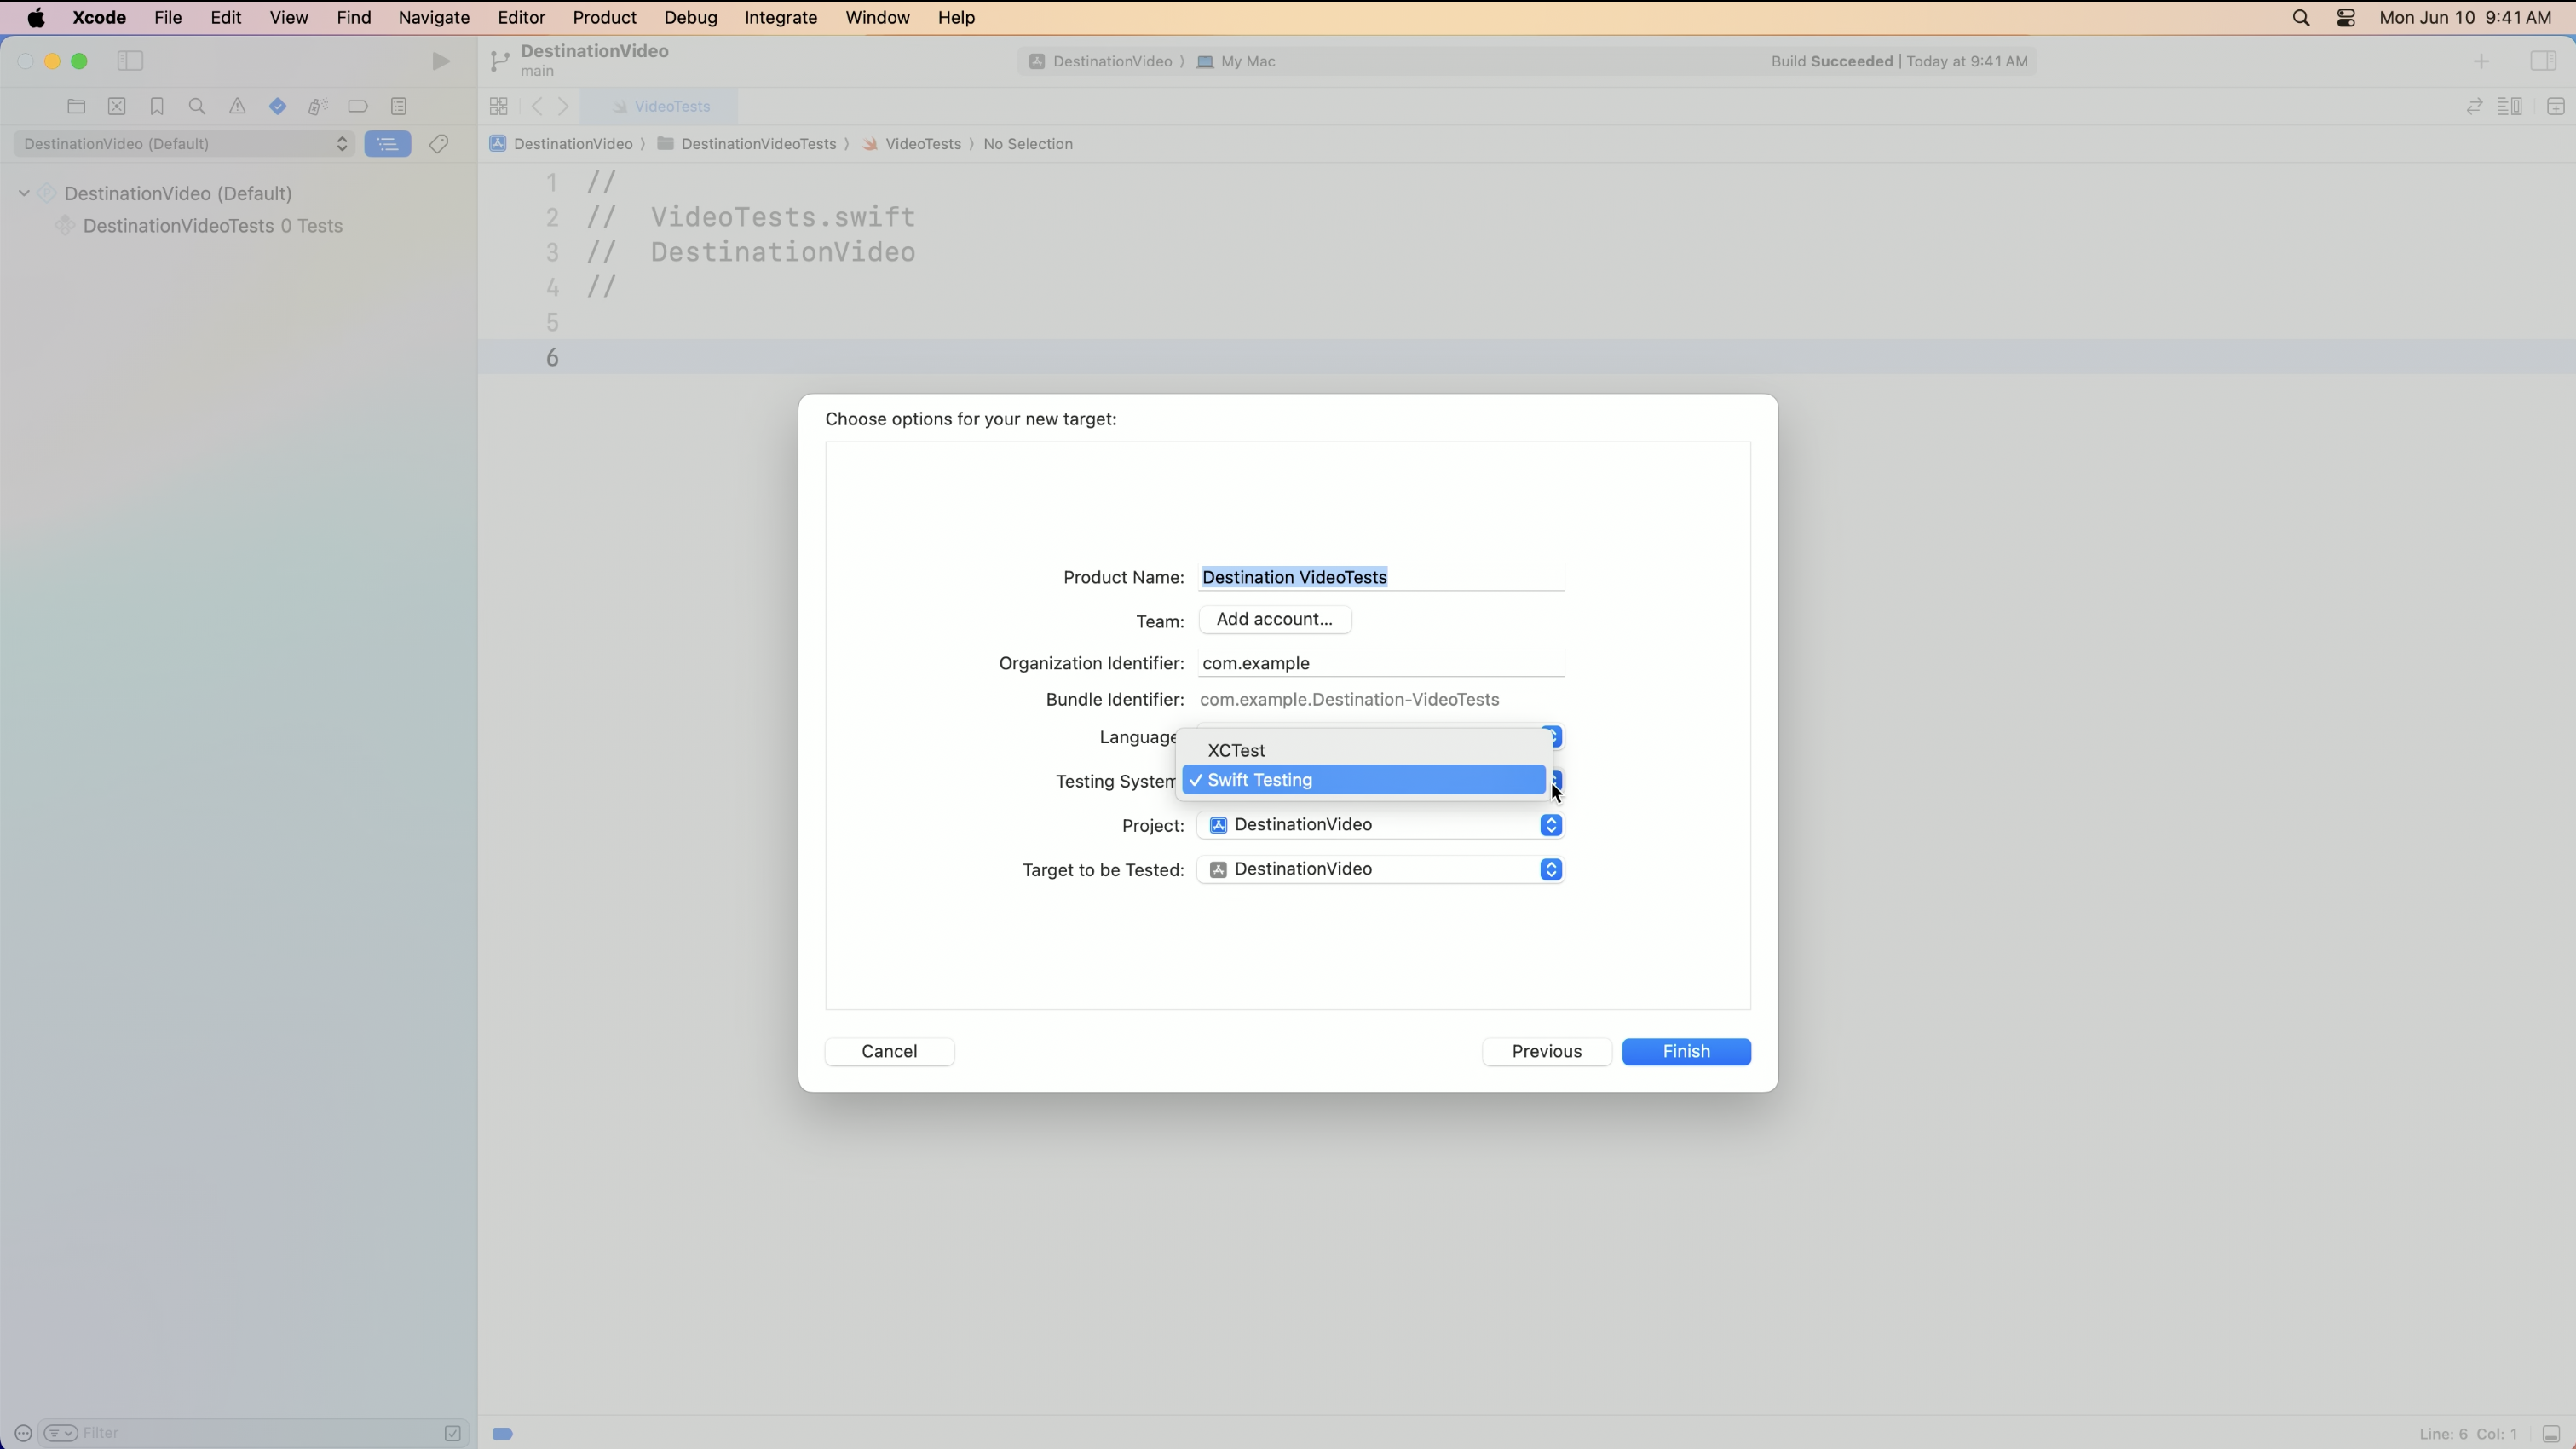 Xcode File Edit View Find Navigate Editor Product Debug Integrate Window Help Mon Jun 10 9:41 AM
DestinationVideo
main
DestinationVideo My Mac
Build Succeeded | Today at 9:41 AM
VideoTests
DestinationVideo (Default)
DestinationVideo DestinationVideoTests VideoTests No Selection
DestinationVideo (Default)
DestinationVideoTests 0 Tests
1 //
2 // VideoTests.swift
3 // DestinationVideo
4 //
5
6
Choose options for your new target:
Product Name: Destination VideoTests
Team: Add account...
Organization Identifier: com.example
Bundle Identifier: com.example.Destination-VideoTests
Language
XCTest
Testing System
✓ Swift Testing
Project: DestinationVideo
Target to be Tested: DestinationVideo
Cancel Previous Finish
Filter
Line: 6 Col: 1